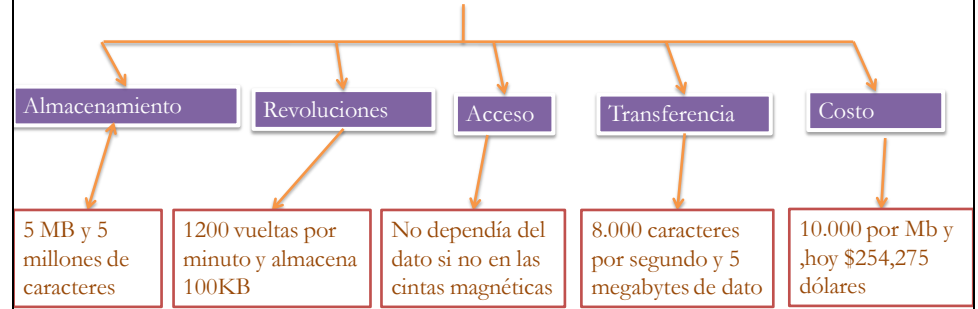 Almacenamiento
Revoluciones
Acceso
Transferencia
Costo
5 MB y 5
millones de
caracteres
1200 vueltas por
minuto y almacena
100KB
No dependía del
dato si no en las
cintas magnéticas
8.000 caracteres
por segundo y 5
megabytes de dato
10.000 por Mb y
,hoy $254,275
dólares